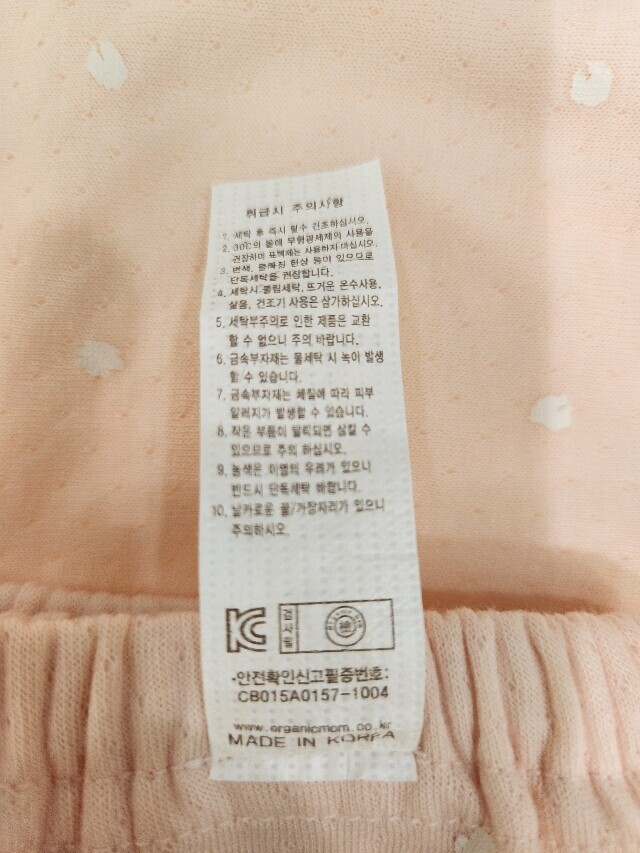 취급시 주의사항
1. 세탁 후 즉시 필수 건조하십시오.
2. 30℃의 물에 무형광세제의 사용을
권장하며 표백제는 사용하지 마십시오.
3. 변색, 물빠짐 현상 등이 있으므로
단독세탁을 권장합니다.
4. 세탁시 물림세탁, 뜨거운 온수사용,
삶음, 건조기 사용은 삼가하십시오.
5. 세탁부주의로 인한 제품은 교환
할 수 없으니 주의 바랍니다.
6. 금속부자재는 물세탁 시 녹이 발생
할 수 있습니다.
7. 금속부자재는 체질에 따라 피부
알러지가 발생할 수 있습니다.
8. 작은 부품이 탈락되면 삼킬 수
있으므로 주의 하십시오.
9. 농색은 이염의 우려가 있으니
반드시 단독세탁 바랍니다.
10. 날카로운 끝/가장자리가 있으니
주의하시오.
KC 검사필
·안전확인신고필증번호:
CB015A0157-1004
www.organicmom.co.kr
MADE IN KOREA